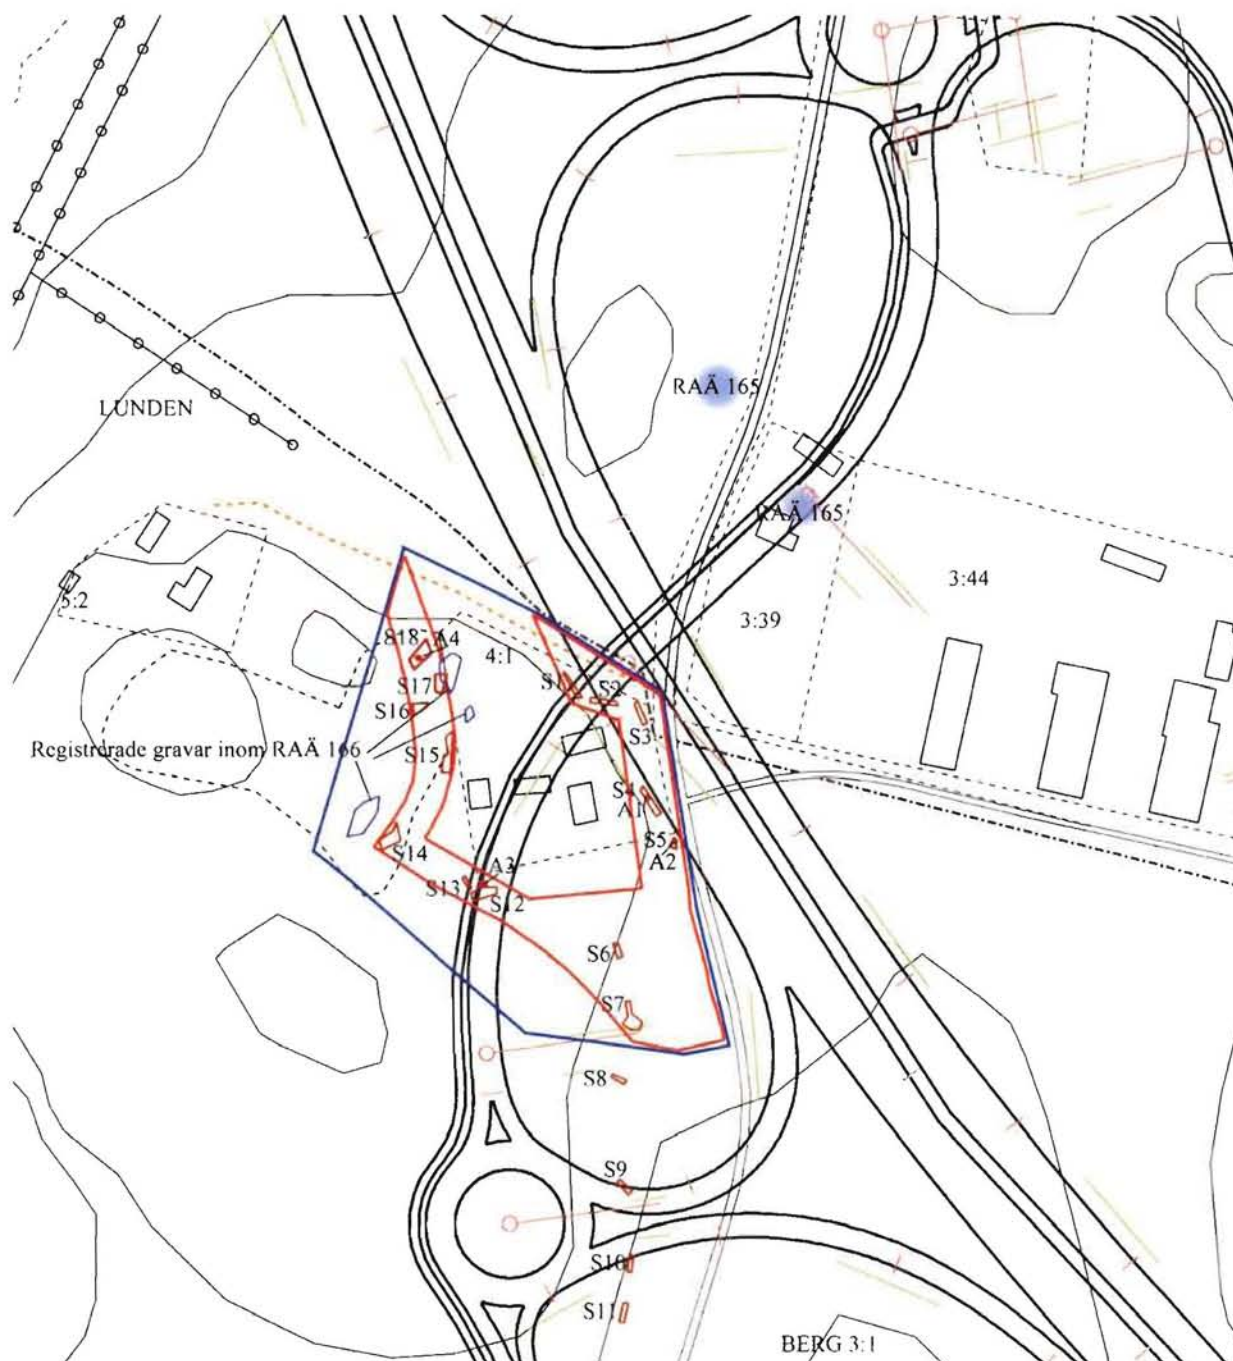 RAÄ 165
LUNDEN
RAÄ 165
3:44
5:2
3:39
S18
A4
4:1
S17
S1
S2
S16
S3
Registrerade gravar inom RAÄ 166
S15
S4
A1
S5
A2
S14
A3
S13
S12
S6
S7
S8
S9
S10
S11
BERG 3:1